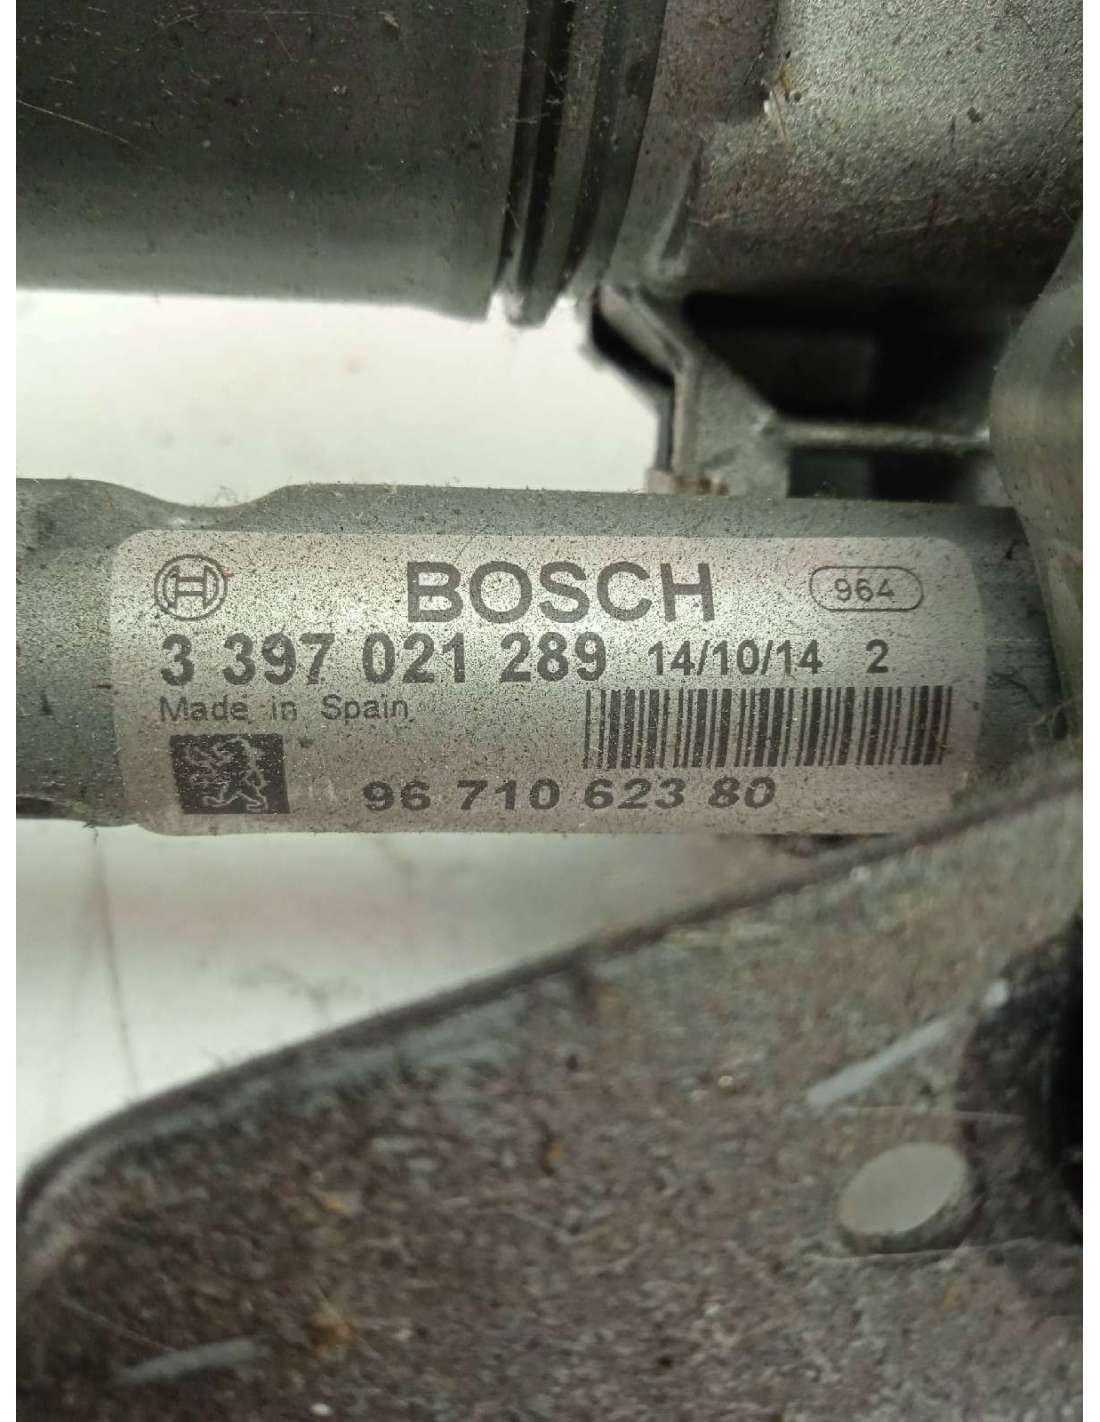 BOSCH 964
3 397 021 289 14/10/14 2
Made in Spain
96 710 623 80